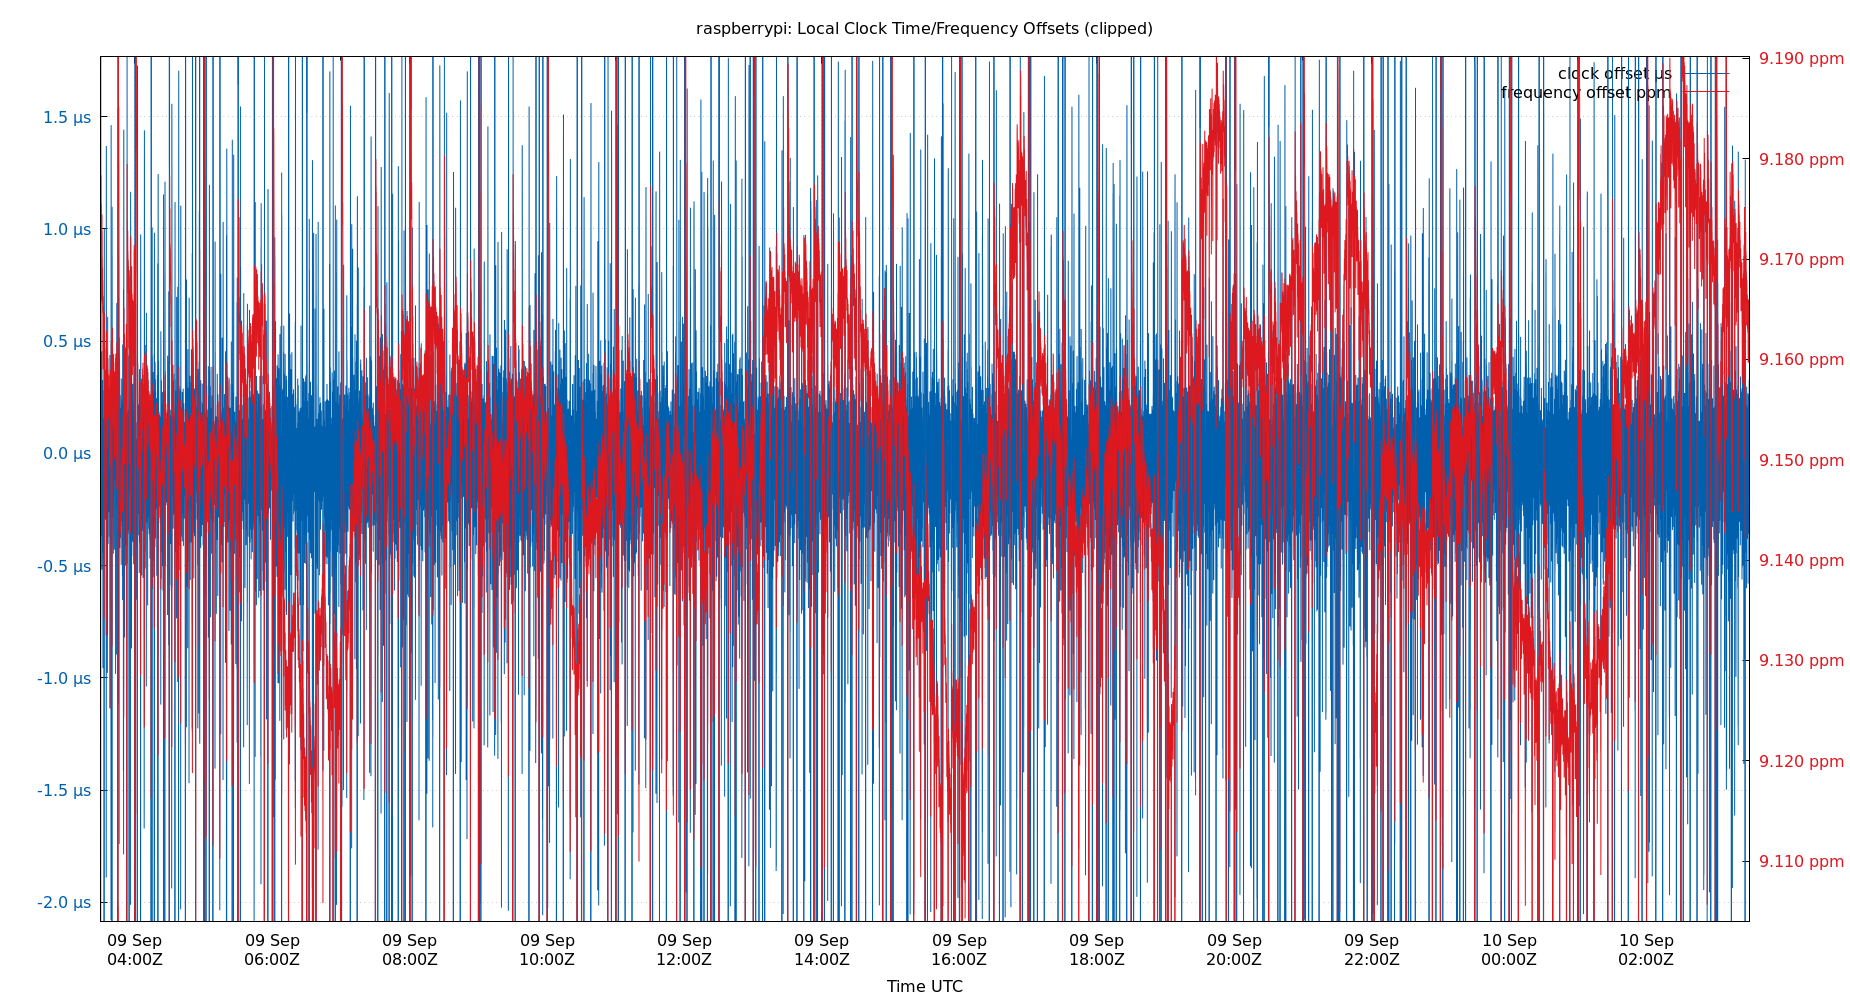 raspberrypi: Local Clock Time/Frequency Offsets (clipped)
clock offset µs
frequency offset ppm
1.5 µs
1.0 µs
0.5 µs
0.0 µs
-0.5 µs
-1.0 µs
-1.5 µs
-2.0 µs
9.190 ppm
9.180 ppm
9.170 ppm
9.160 ppm
9.150 ppm
9.140 ppm
9.130 ppm
9.120 ppm
9.110 ppm
09 Sep 09 Sep 09 Sep 09 Sep 09 Sep 09 Sep 09 Sep 09 Sep 09 Sep 09 Sep 10 Sep 10 Sep
04:00Z 06:00Z 08:00Z 10:00Z 12:00Z 14:00Z 16:00Z 18:00Z 20:00Z 22:00Z 00:00Z 02:00Z
Time UTC